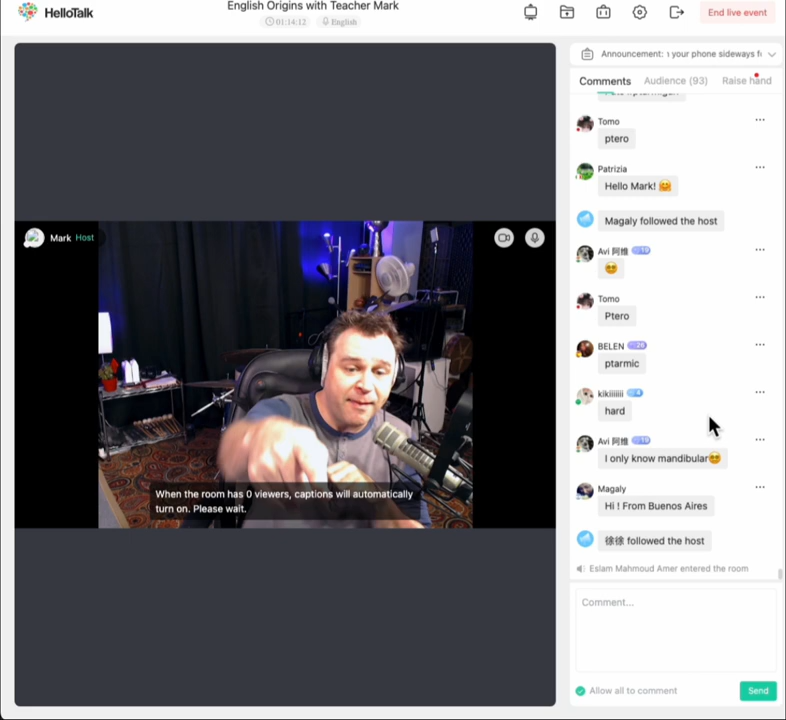 HelloTalk
English Origins with Teacher Mark
01:14:12
English
End live event
Announcement: your phone sideways
Comments
Audience (93)
Raise hand
Tomo
ptero
Patrizia
Hello Mark! 🤗
Magaly followed the host
Avi 阿维
Tomo
Ptero
BELEN
ptarmic
kikiiiiiii
hard
Avi 阿维
I only know mandibular
Magaly
Hi ! From Buenos Aires
徐徐 followed the host
Eslam Mahmoud Amer entered the room
Mark Host
When the room has 0 viewers, captions will automatically
turn on. Please wait.
Comment...
Allow all to comment
Send